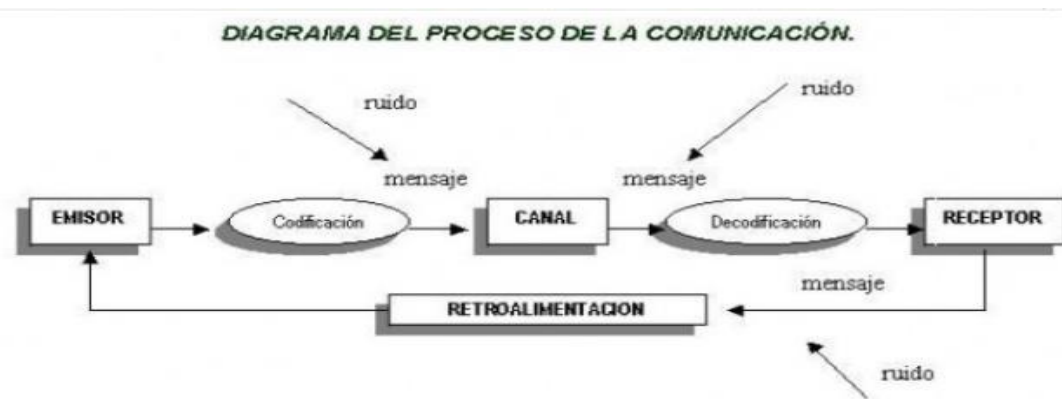 DIAGRAMA DEL PROCESO DE LA COMUNICACIÓN.
ruido
ruido
mensaje
mensaje
EMISOR
Codificación
CANAL
Decodificación
RECEPTOR
mensaje
RETROALIMENTACION
ruido